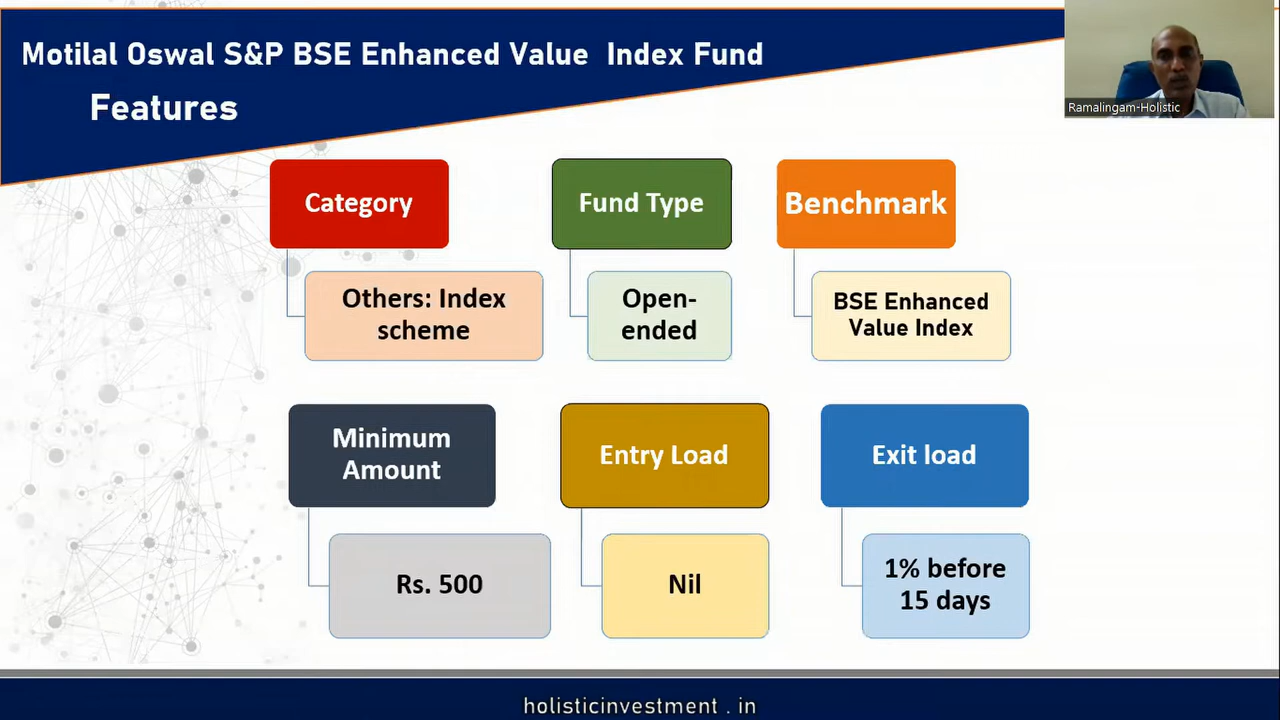 Motilal Oswal S&P BSE Enhanced Value Index Fund
Features
Ramalingam-Holistic
Category
Fund Type
Benchmark
Others: Index
scheme
Open-
ended
BSE Enhanced
Value Index
Minimum
Amount
Entry Load
Exit load
Rs. 500
Nil
1% before
15 days
holisticinvestment . in